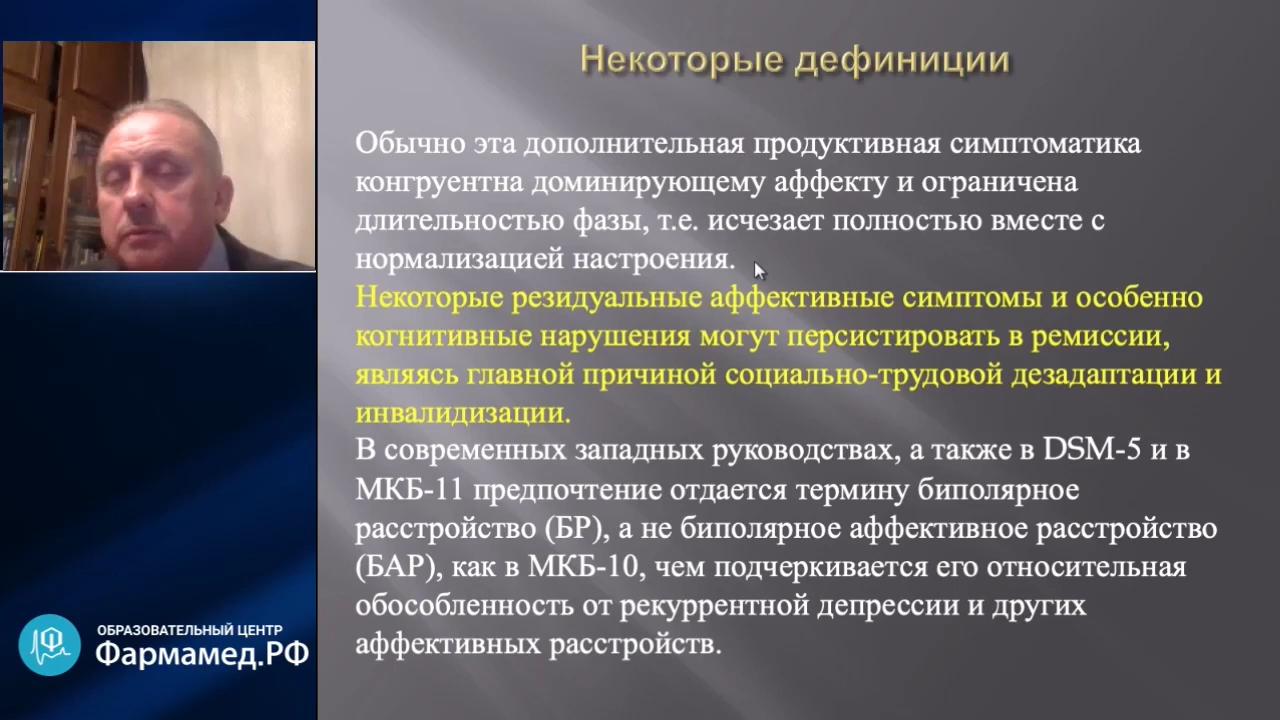 Некоторые дефиниции
Обычно эта дополнительная продуктивная симптоматика
конгруентна доминирующему аффекту и ограничена
длительностью фазы, т.е. исчезает полностью вместе с
нормализацией настроения.
Некоторые резидуальные аффективные симптомы и особенно
когнитивные нарушения могут персистировать в ремиссии,
являясь главной причиной социально-трудовой дезадаптации и
инвалидизации.
В современных западных руководствах, а также в DSM-5 и в
МКБ-11 предпочтение отдается термину биполярное
расстройство (БР), а не биполярное аффективное расстройство
(БАР), как в МКБ-10, чем подчеркивается его относительная
обособленность от рекуррентной депрессии и других
аффективных расстройств.
ОБРАЗОВАТЕЛЬНЫЙ ЦЕНТР
Фармамед.РФ